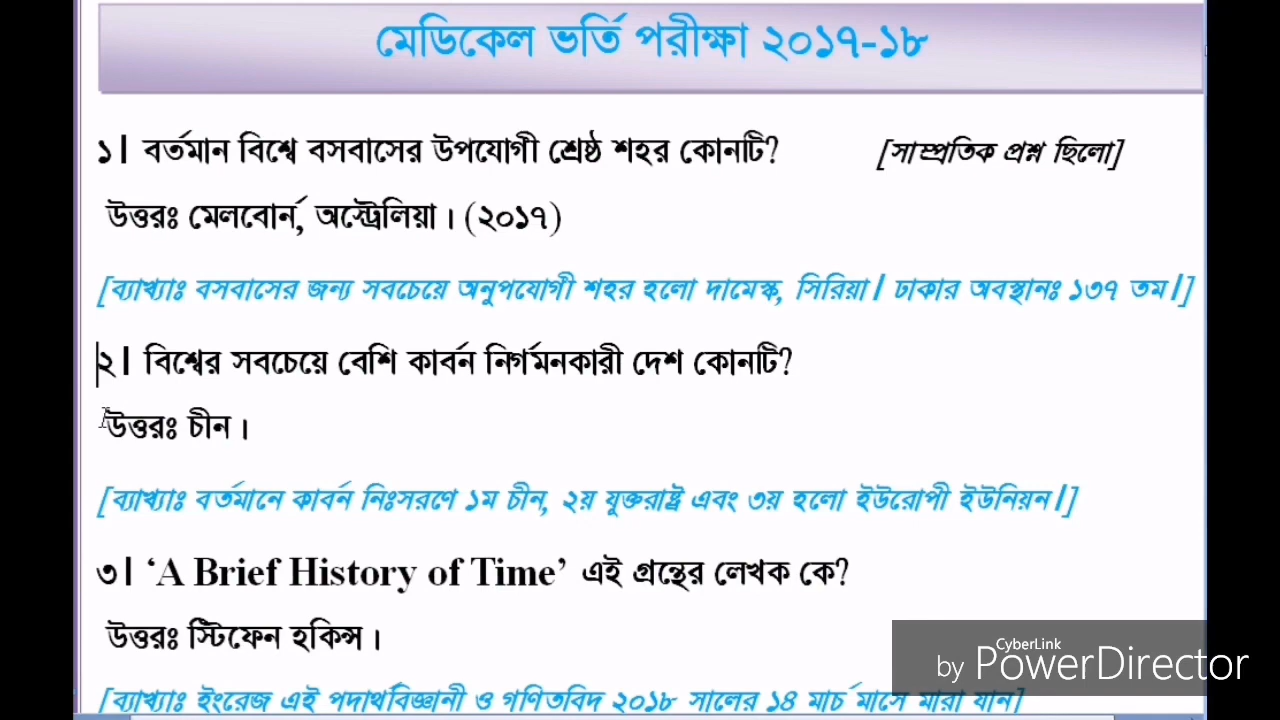 মেডিকেল ভর্তি পরীক্ষা ২০১৭-১৮
১। বর্তমান বিশ্বে বসবাসের উপযোগী শ্রেষ্ঠ শহর কোনটি? [সাম্প্রতিক প্রশ্ন ছিলো]
উত্তরঃ মেলবোর্ন, অস্ট্রেলিয়া। (২০১৭)
[ব্যাখ্যাঃ বসবাসের জন্য সবচেয়ে অনুপযোগী শহর হলো দামেস্ক, সিরিয়া। ঢাকার অবস্থানঃ ১৩৭ তম।]
২। বিশ্বের সবচেয়ে বেশি কার্বন নির্গমনকারী দেশ কোনটি?
উত্তরঃ চীন।
[ব্যাখ্যাঃ বর্তমানে কার্বন নিঃসরণে ১ম চীন, ২য় যুক্তরাষ্ট্র এবং ৩য় হলো ইউরোপী ইউনিয়ন।]
৩। ‘A Brief History of Time’ এই গ্রন্থের লেখক কে?
উত্তরঃ স্টিফেন হকিন্স।
[ব্যাখ্যাঃ ইংরেজ এই পদার্থবিজ্ঞানী ও গণিতবিদ ২০১৮ সালের ১৪ মার্চ মাসে মারা যান]
CyberLink
by PowerDirector